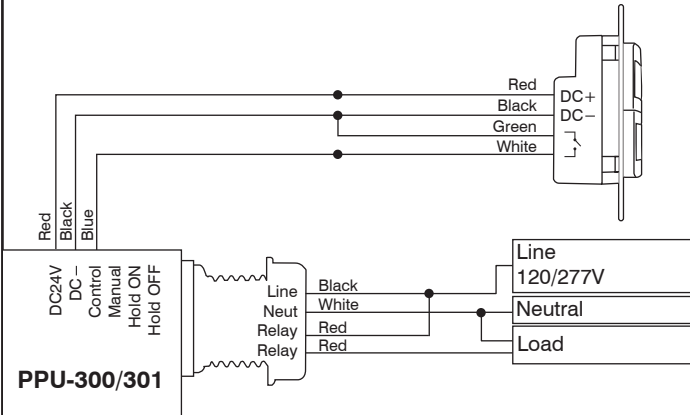 Red
Black
Green
White
DC+
DC−
Red
Black
Blue
DC24V
DC −
Control
Manual
Hold ON
Hold OFF
PPU-300/301
Line
Neut
Relay
Relay
Black
White
Red
Red
Line
120/277V
Neutral
Load